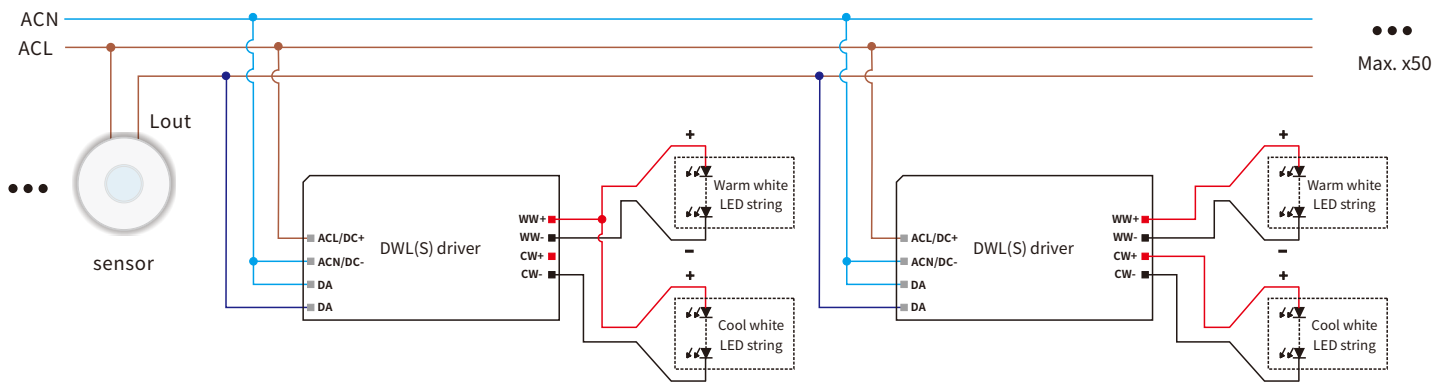 ACN
ACL
•••
Max. x50
Lout
•••
sensor
ACL/DC+
ACN/DC-
DA
DA
DWL(S) driver
WW+
WW-
CW+
CW-
+
Warm white
LED string
–
+
Cool white
LED string
ACL/DC+
ACN/DC-
DA
DA
DWL(S) driver
WW+
WW-
CW+
CW-
+
Warm white
LED string
–
+
Cool white
LED string